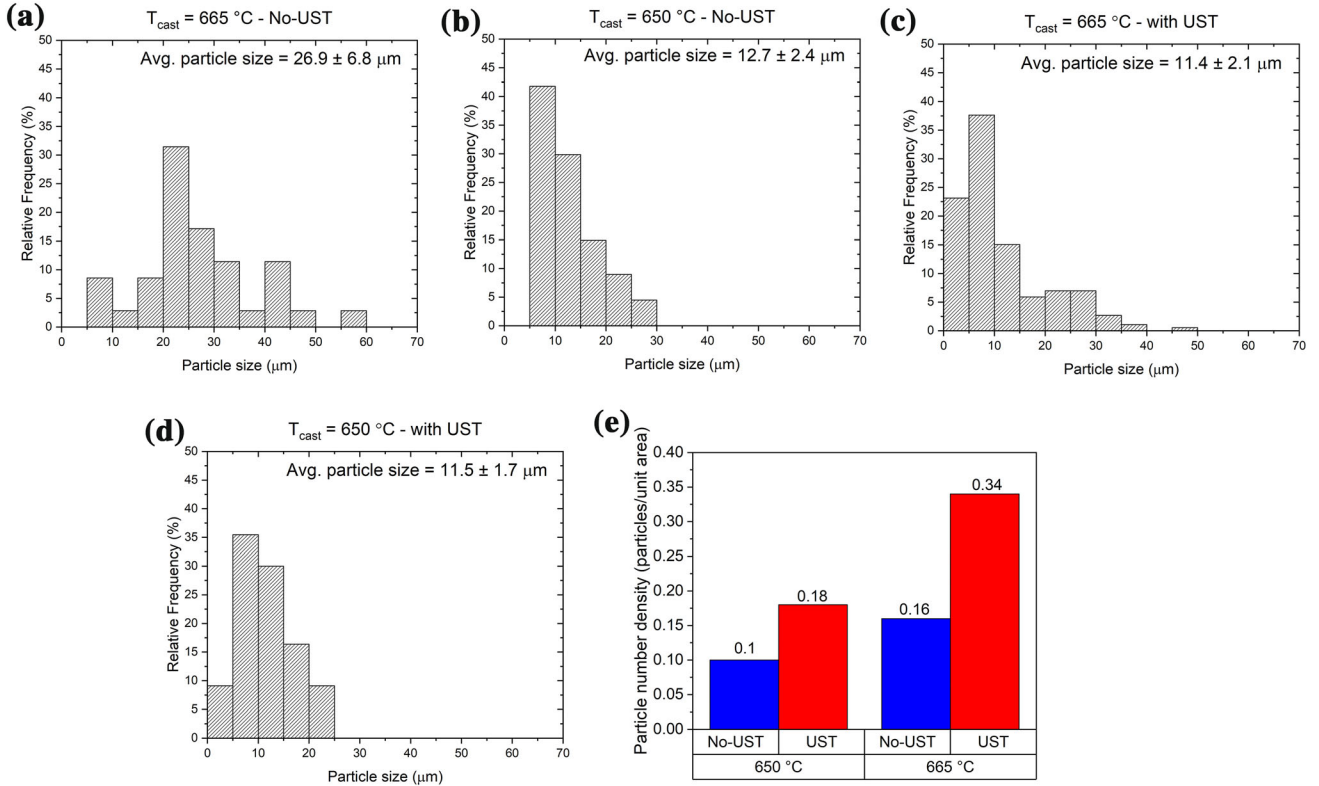 (a)
T_cast = 665 °C - No-UST
Avg. particle size = 26.9 ± 6.8 µm
Relative Frequency (%)
50
45
40
35
30
25
20
15
10
5
0
0 10 20 30 40 50 60 70
Particle size (µm)
(b)
T_cast = 650 °C - No-UST
Avg. particle size = 12.7 ± 2.4 µm
Relative Frequency (%)
50
45
40
35
30
25
20
15
10
5
0
0 10 20 30 40 50 60 70
Particle size (µm)
(c)
T_cast = 665 °C - with UST
Avg. particle size = 11.4 ± 2.1 µm
Relative Frequency (%)
50
45
40
35
30
25
20
15
10
5
0
0 10 20 30 40 50 60 70
Particle size (µm)
(d)
T_cast = 650 °C - with UST
Avg. particle size = 11.5 ± 1.7 µm
Relative Frequency (%)
50
45
40
35
30
25
20
15
10
5
0
0 10 20 30 40 50 60 70
Particle size (µm)
(e)
Particle number density (particles/unit area)
0.40
0.35
0.30
0.25
0.20
0.15
0.10
0.05
0.00
0.1
0.18
0.16
0.34
No-UST UST No-UST UST
650 °C 665 °C